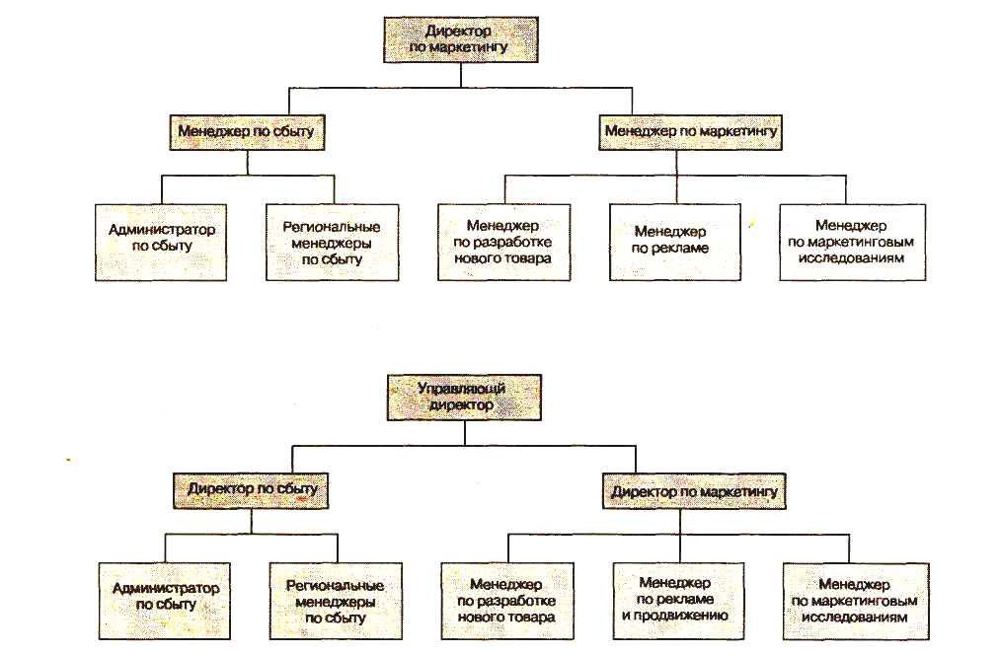 Директор
по маркетингу
Менеджер по сбыту
Менеджер по маркетингу
Администратор
по сбыту
Региональные
менеджеры
по сбыту
Менеджер
по разработке
нового товара
Менеджер
по рекламе
Менеджер
по маркетинговым
исследованиям
Управляющй
директор
Директор по сбыту
Директор по маркетингу
Администратор
по сбыту
Региональные
менеджеры
по сбыту
Менеджер
по разработке
нового товара
Менеджер
по рекламе
и продвижению
Менеджер
по маркетинговым
исследованиям